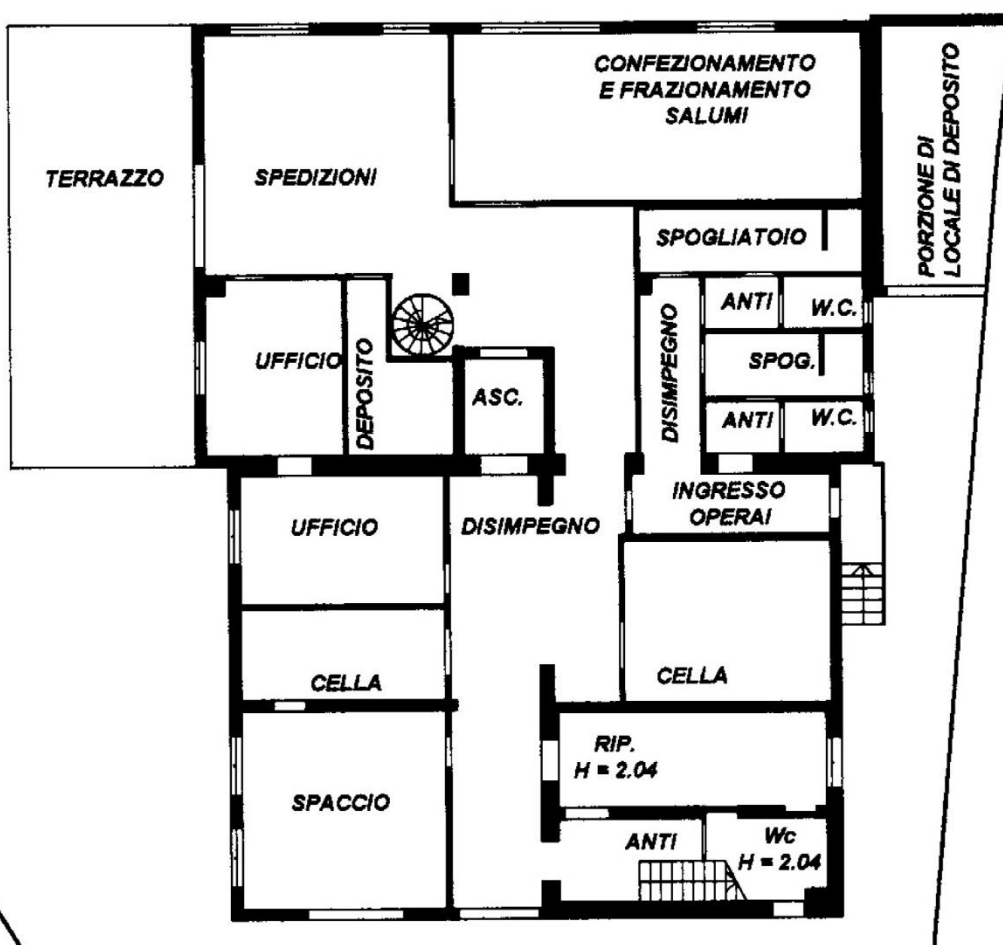 CONFEZIONAMENTO
E FRAZIONAMENTO
SALUMI
PORZIONE DI
LOCALE DI DEPOSITO
TERRAZZO
SPEDIZIONI
SPOGLIATOIO
ANTI
W.C.
UFFICIO
DEPOSITO
ASC.
DISIMPEGNO
SPOG.
ANTI
W.C.
UFFICIO
DISIMPEGNO
INGRESSO
OPERAI
CELLA
CELLA
RIP.
H = 2.04
SPACCIO
ANTI
Wc
H = 2.04